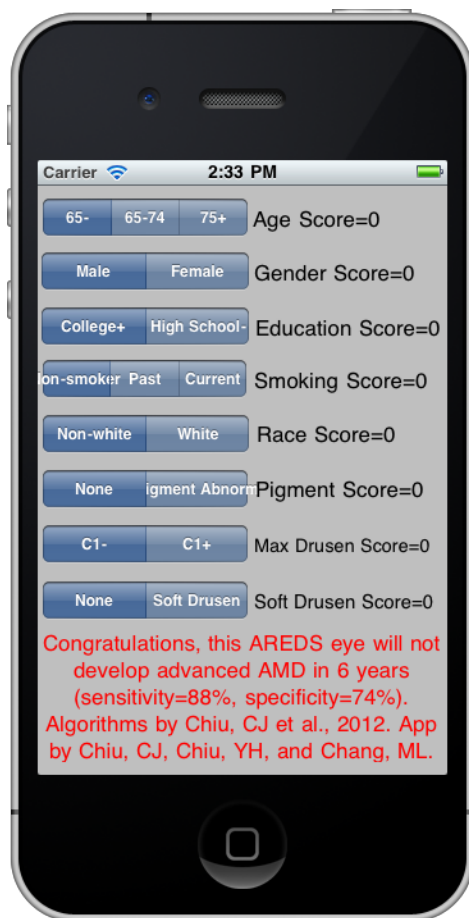 Carrier 2:33 PM
65- 65-74 75+ Age Score=0
Male Female Gender Score=0
College+ High School- Education Score=0
on-smoker Past Current Smoking Score=0
Non-white White Race Score=0
None igment Abnorm Pigment Score=0
C1- C1+ Max Drusen Score=0
None Soft Drusen Soft Drusen Score=0
Congratulations, this AREDS eye will not
develop advanced AMD in 6 years
(sensitivity=88%, specificity=74%).
Algorithms by Chiu, CJ et al., 2012. App
by Chiu, CJ, Chiu, YH, and Chang, ML.